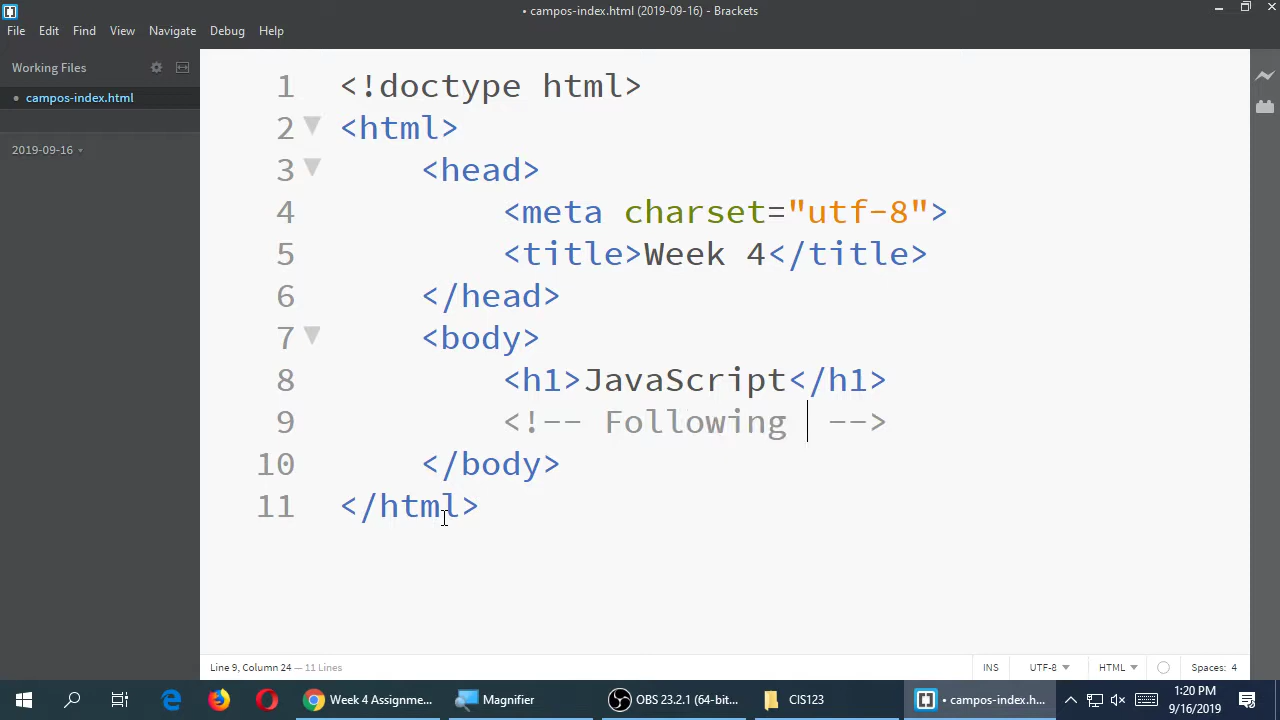 • campos-index.html (2019-09-16) - Brackets
File Edit Find View Navigate Debug Help
Working Files
• campos-index.html
2019-09-16
1 <!doctype html>
2 <html>
3 <head>
4 <meta charset="utf-8">
5 <title>Week 4</title>
6 </head>
7 <body>
8 <h1>JavaScript</h1>
9 <!-- Following  -->
10 </body>
11 </html>
Line 9, Column 24 — 11 Lines
INS UTF-8 HTML Spaces: 4
Week 4 Assignme... Magnifier OBS 23.2.1 (64-bit... CIS123 • campos-index.h...
1:20 PM
9/16/2019